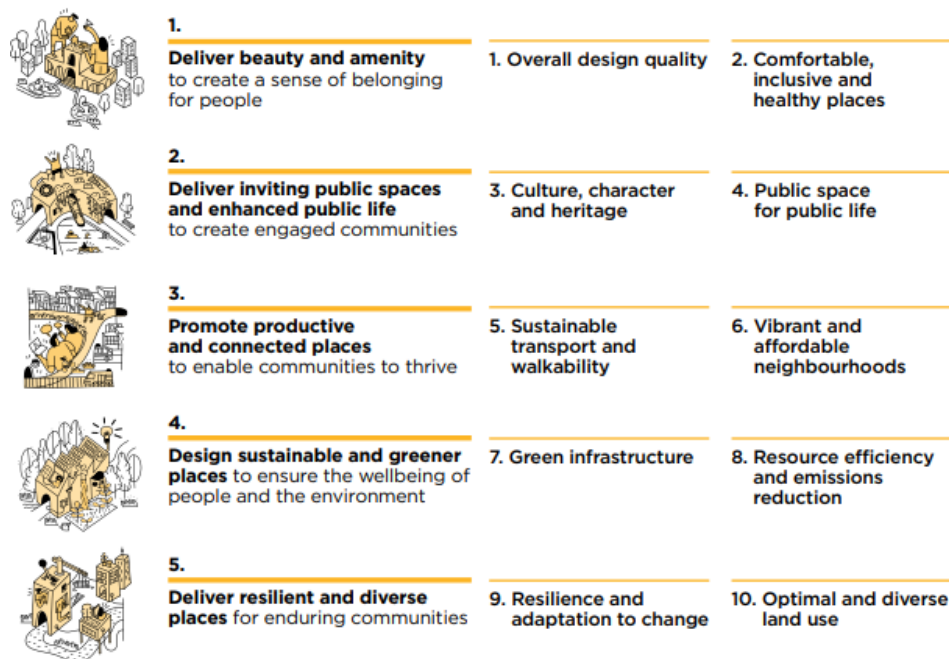 1.
Deliver beauty and amenity
to create a sense of belonging
for people
1. Overall design quality
2. Comfortable,
inclusive and
healthy places
2.
Deliver inviting public spaces
and enhanced public life
to create engaged communities
3. Culture, character
and heritage
4. Public space
for public life
3.
Promote productive
and connected places
to enable communities to thrive
5. Sustainable
transport and
walkability
6. Vibrant and
affordable
neighbourhoods
4.
Design sustainable and greener
places to ensure the wellbeing of
people and the environment
7. Green infrastructure
8. Resource efficiency
and emissions
reduction
5.
Deliver resilient and diverse
places for enduring communities
9. Resilience and
adaptation to change
10. Optimal and diverse
land use